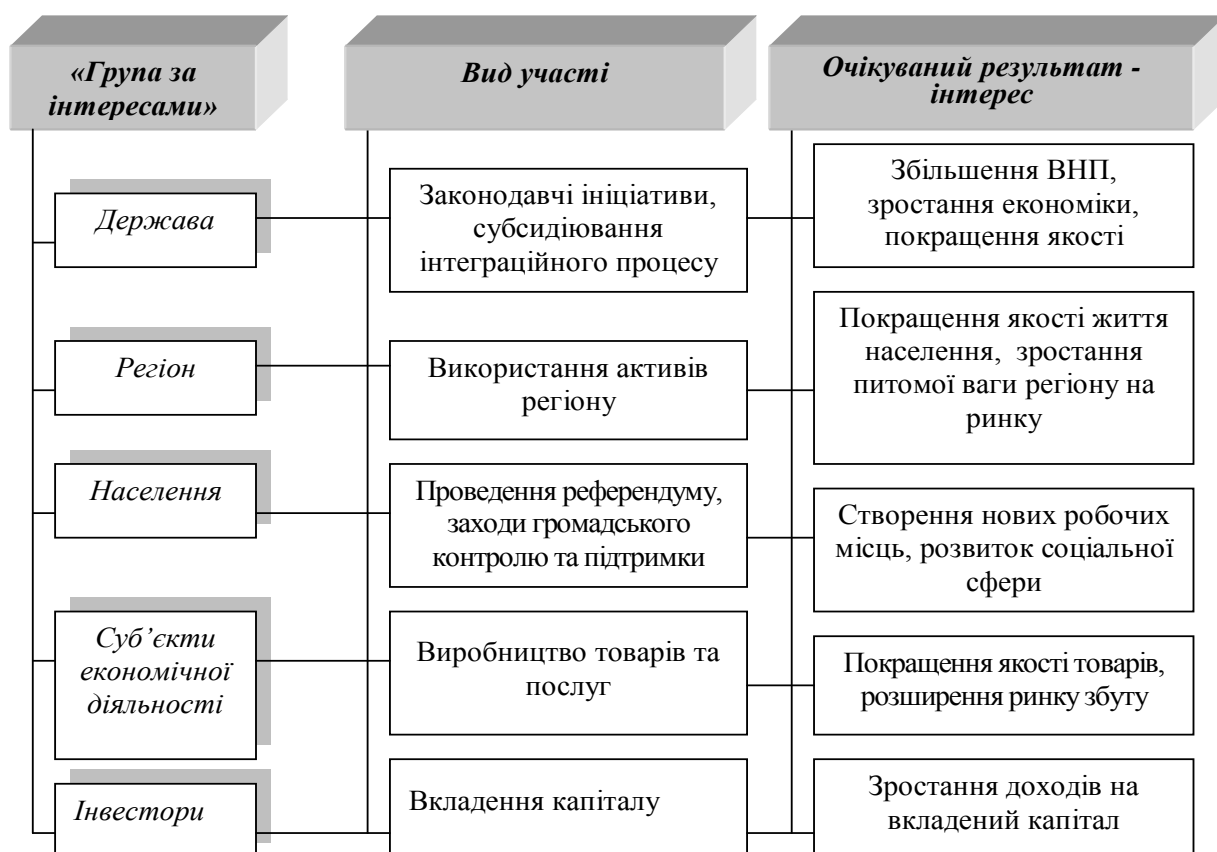 «Група за
інтересами»
Вид участі
Очікуваний результат -
інтерес
Держава
Законодавчі ініціативи,
субсидіювання
інтеграційного процесу
Збільшення ВНП,
зростання економіки,
покращення якості
Регіон
Використання активів
регіону
Покращення якості життя
населення, зростання
питомої ваги регіону на
ринку
Населення
Проведення референдуму,
заходи громадського
контролю та підтримки
Створення нових робочих
місць, розвиток соціальної
сфери
Суб’єкти
економічної
діяльності
Виробництво товарів та
послуг
Покращення якості товарів,
розширення ринку збуту
Інвестори
Вкладення капіталу
Зростання доходів на
вкладений капітал